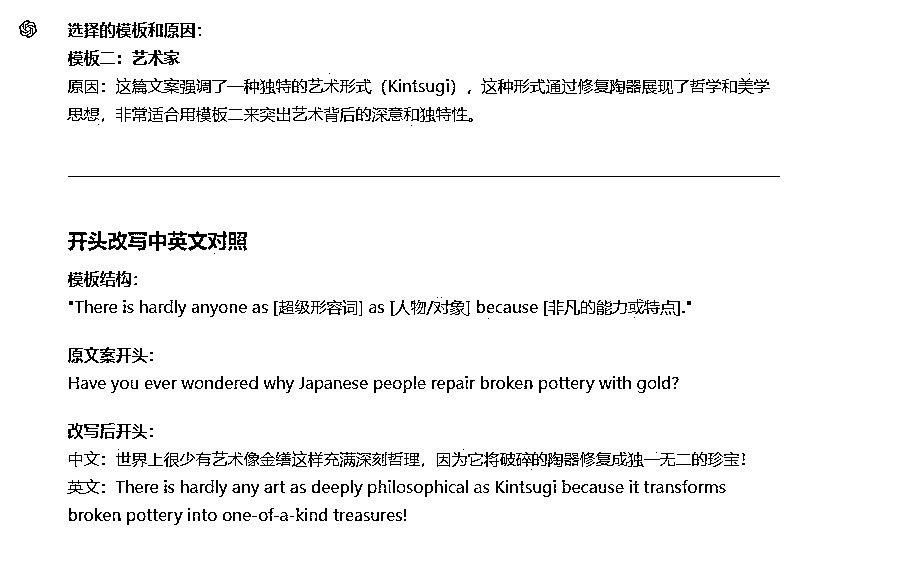 选择的模板和原因：
模板二：艺术家
原因：这篇文案强调了一种独特的艺术形式（Kintsugi），这种形式通过修复陶器展现了哲学和美学
思想，非常适合用模板二来突出艺术背后的深意和独特性。
开头改写中英文对照
模板结构：
"There is hardly anyone as [超级形容词] as [人物/对象] because [非凡的能力或特点]."
原文案开头：
Have you ever wondered why Japanese people repair broken pottery with gold?
改写后开头：
中文：世界上很少有艺术像金缮这样充满深刻哲理，因为它将破碎的陶器修复成独一无二的珍宝！
英文：There is hardly any art as deeply philosophical as Kintsugi because it transforms
broken pottery into one-of-a-kind treasures!